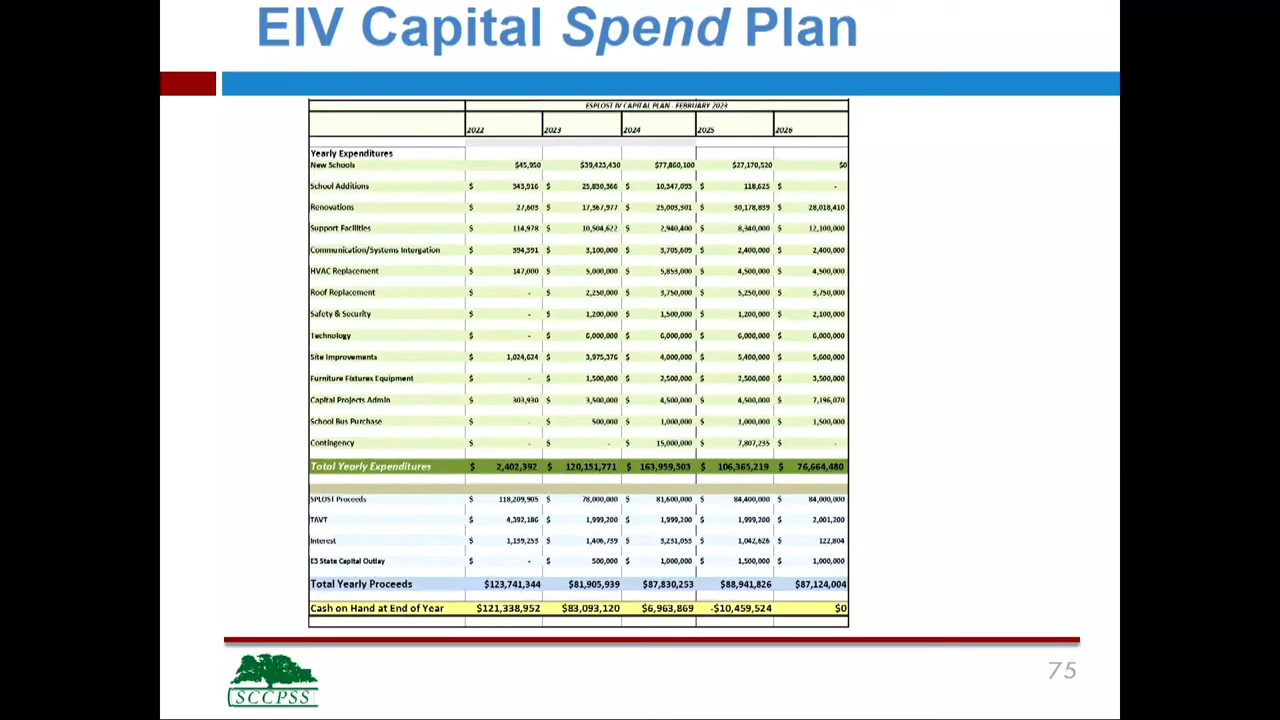 EIV Capital Spend Plan
ESPLOST IV CAPITAL PLAN - FEBRUARY 2023
2022 2023 2024 2025 2026
Yearly Expenditures
New Schools $45,950 $39,423,430 $77,860,100 $27,170,520 $0
School Additions $ 343,916 $ 25,830,366 $ 10,347,093 $ 118,625 $ -
Renovations $ 27,603 $ 17,367,977 $ 25,003,301 $ 30,178,839 $ 28,018,410
Support Facilities $ 114,978 $ 10,504,622 $ 2,940,400 $ 8,340,000 $ 12,100,000
Communication/Systems Intergation $ 394,391 $ 3,100,000 $ 3,705,609 $ 2,400,000 $ 2,400,000
HVAC Replacement $ 147,000 $ 5,000,000 $ 5,853,000 $ 4,500,000 $ 4,500,000
Roof Replacement $ - $ 2,250,000 $ 3,750,000 $ 5,250,000 $ 3,750,000
Safety & Security $ - $ 1,200,000 $ 1,500,000 $ 1,200,000 $ 2,100,000
Technology $ - $ 6,000,000 $ 6,000,000 $ 6,000,000 $ 6,000,000
Site Improvements $ 1,024,624 $ 3,975,376 $ 4,000,000 $ 5,400,000 $ 5,600,000
Furniture Fixtures Equipment $ - $ 1,500,000 $ 2,500,000 $ 2,500,000 $ 3,500,000
Capital Projects Admin $ 303,930 $ 3,500,000 $ 4,500,000 $ 4,500,000 $ 7,196,070
School Bus Purchase $ - $ 500,000 $ 1,000,000 $ 1,000,000 $ 1,500,000
Contingency $ - $ - $ 15,000,000 $ 7,807,235 $ -
Total Yearly Expenditures $ 2,402,392 $ 120,151,771 $ 163,959,503 $ 106,365,219 $ 76,664,480
SPLOST Proceeds $ 118,209,905 $ 78,000,000 $ 81,600,000 $ 84,400,000 $ 84,000,000
TAVT $ 4,392,186 $ 1,999,200 $ 1,999,200 $ 1,999,200 $ 2,001,200
Interest $ 1,139,253 $ 1,406,739 $ 3,231,053 $ 1,042,626 $ 122,804
E3 State Capital Outlay $ - $ 500,000 $ 1,000,000 $ 1,500,000 $ 1,000,000
Total Yearly Proceeds $123,741,344 $81,905,939 $87,830,253 $88,941,826 $87,124,004
Cash on Hand at End of Year $121,338,952 $83,093,120 $6,963,869 -$10,459,524 $0
SCCPSS
75